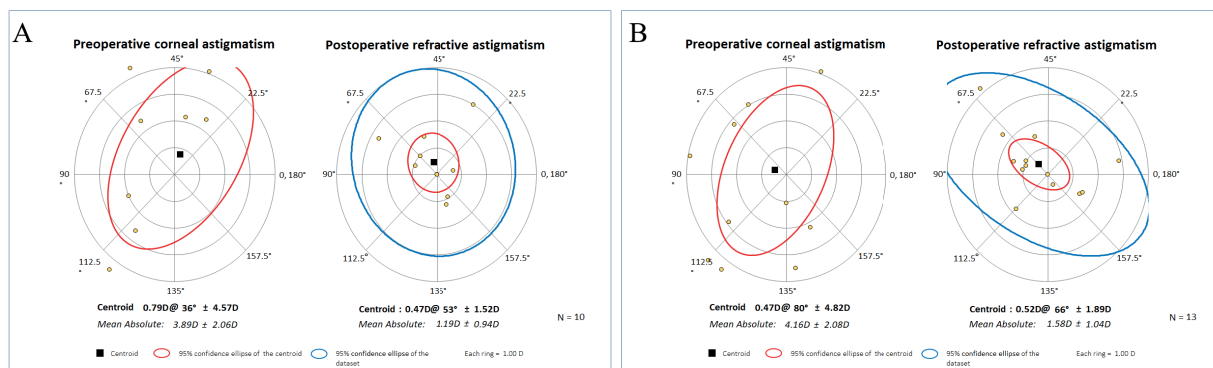 A
Preoperative corneal astigmatism
45°
67.5
°
22.5
°
90
°
0, 180°
112.5
°
157.5°
135°
Centroid 0.79D@ 36° ± 4.57D
Mean Absolute: 3.89D ± 2.06D
Postoperative refractive astigmatism
45°
67.5
°
22.5
°
90°
0, 180°
112.5
°
157.5°
135°
Centroid : 0.47D@ 53° ± 1.52D
Mean Absolute: 1.19D ± 0.94D
N = 10
Centroid
95% confidence ellipse of the centroid
95% confidence ellipse of the
dataset
Each ring = 1.00 D
B
Preoperative corneal astigmatism
45°
67.5
°
22.5
°
90
°
0, 180°
112.5
°
157.5°
135°
Centroid 0.47D@ 80° ± 4.82D
Mean Absolute: 4.16D ± 2.08D
Postoperative refractive astigmatism
45°
67.5
°
22.5
°
90°
0, 180°
112.5
°
157.5°
135°
Centroid : 0.52D@ 66° ± 1.89D
Mean Absolute: 1.58D ± 1.04D
N = 13
Centroid
95% confidence ellipse of the centroid
95% confidence ellipse of the
dataset
Each ring = 1.00 D